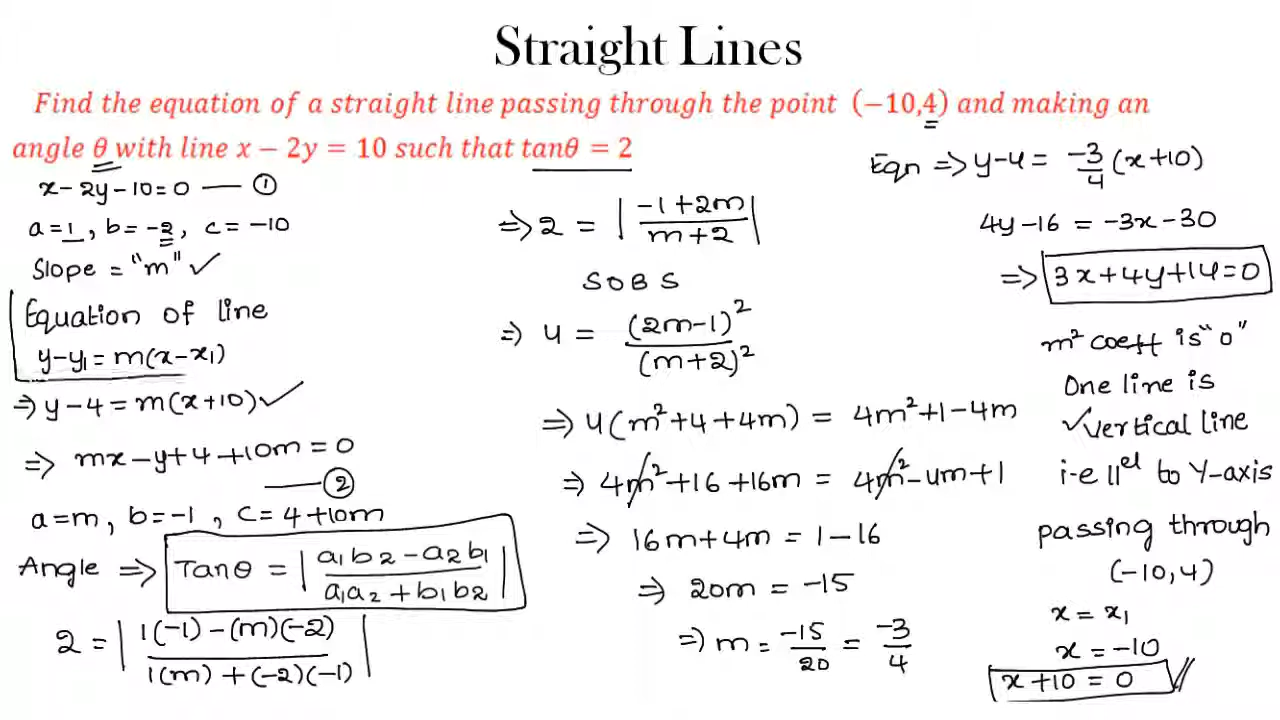 Straight Lines
Find the equation of a straight line passing through the point (−10,4) and making an
angle θ with line x − 2y = 10 such that tanθ = 2
x - 2y - 10 = 0 — ①
a = 1, b = -2, c = -10
Slope = "m" ✓
Equation of line
y - y₁ = m(x - x₁)
⇒ y - 4 = m(x + 10) ✓
⇒ mx - y + 4 + 10m = 0
— ②
a = m, b = -1, c = 4 + 10m
Angle ⇒ Tanθ = | (a₁b₂ - a₂b₁) / (a₁a₂ + b₁b₂) |
2 = | (1(-1) - (m)(-2)) / (1(m) + (-2)(-1)) |
⇒ 2 = | (-1 + 2m) / (m + 2) |
S O B S
⇒ 4 = (2m - 1)² / (m + 2)²
⇒ 4(m² + 4 + 4m) = 4m² + 1 - 4m
⇒ 4m² + 16 + 16m = 4m² - 4m + 1
⇒ 16m + 4m = 1 - 16
⇒ 20m = -15
⇒ m = -15/20 = -3/4
Eqn ⇒ y - 4 = -3/4 (x + 10)
4y - 16 = -3x - 30
⇒ 3x + 4y + 14 = 0
m² coeff is "0"
One line is
✓ vertical line
i-e ||el to Y-axis
passing through
(-10, 4)
x = x₁
x = -10
x + 10 = 0